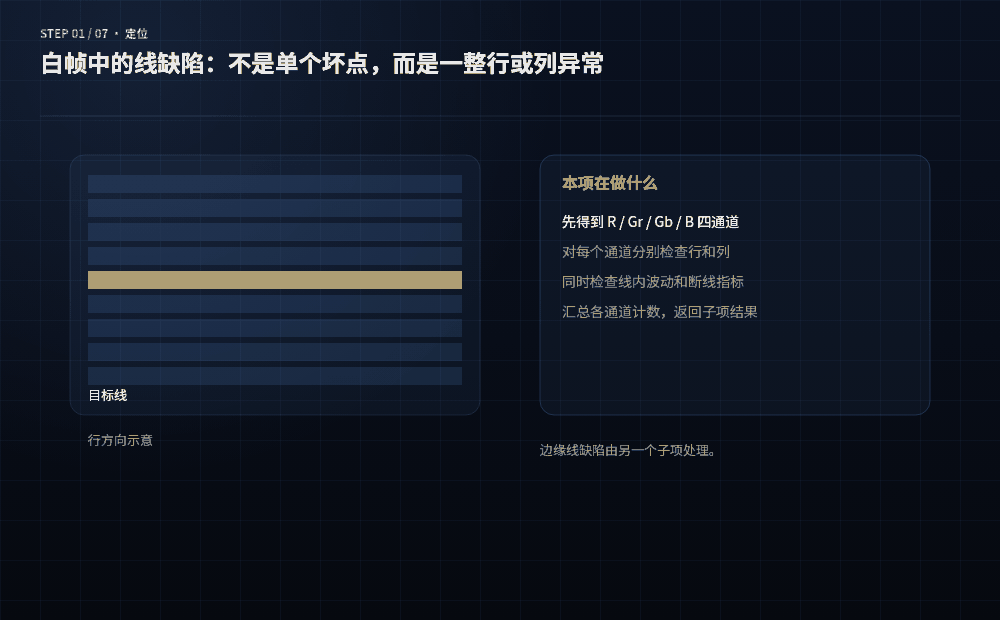 STEP 01 / 07 · 定位
白帧中的线缺陷：不是单个坏点，而是一整行或列异常
本项在做什么
先得到 R / Gr / Gb / B 四通道
对每个通道分别检查行和列
同时检查线内波动和断线指标
汇总各通道计数，返回子项结果
目标线
行方向示意
边缘线缺陷由另一个子项处理。